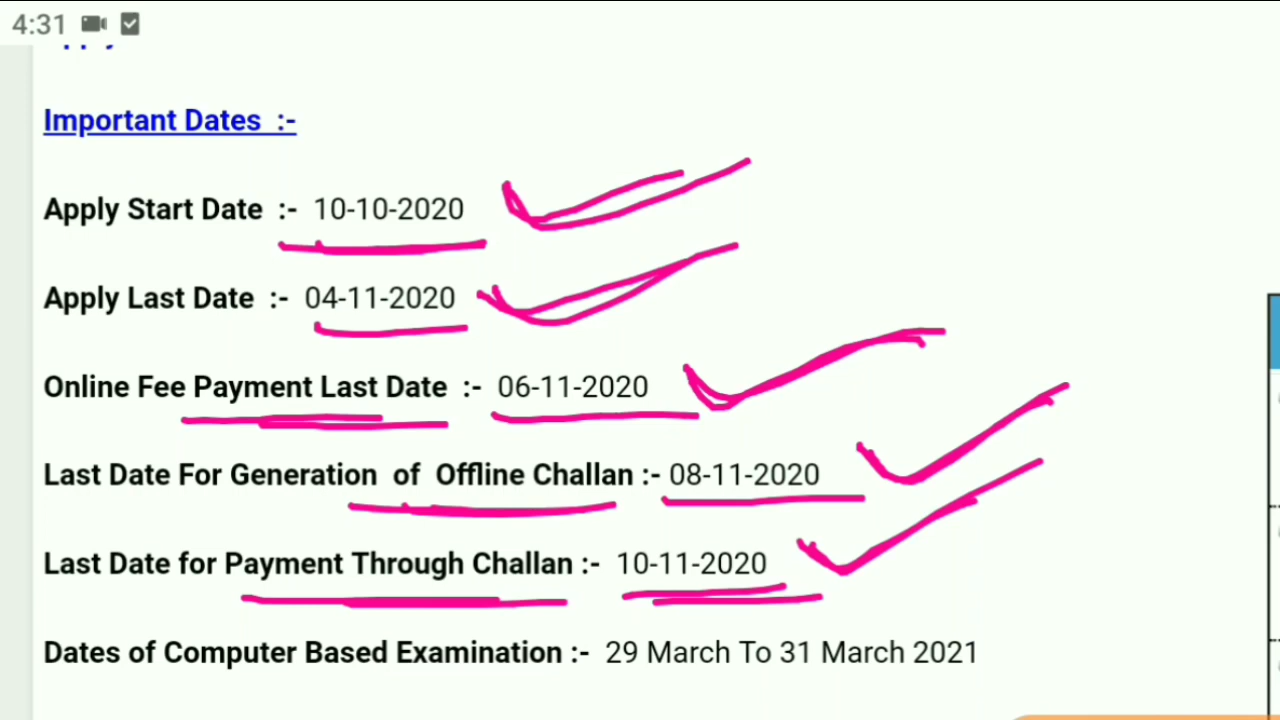 4:31
Important Dates :-
Apply Start Date :- 10-10-2020
Apply Last Date :- 04-11-2020
Online Fee Payment Last Date :- 06-11-2020
Last Date For Generation of Offline Challan :- 08-11-2020
Last Date for Payment Through Challan :- 10-11-2020
Dates of Computer Based Examination :- 29 March To 31 March 2021